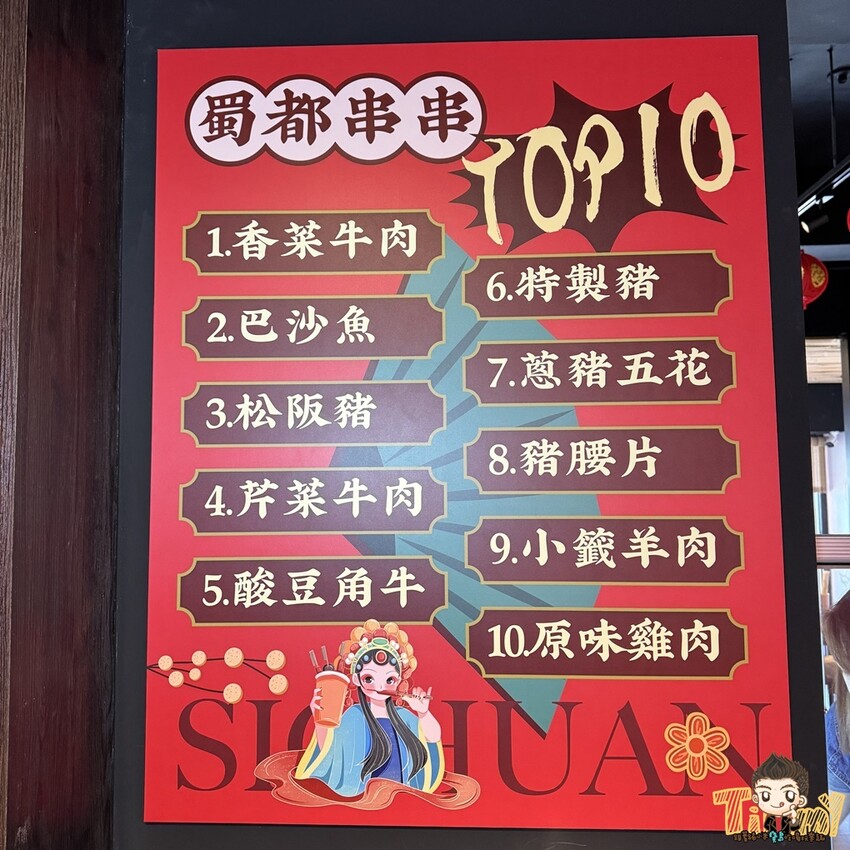 蜀都串串
TOP10
1.香菜牛肉
2.巴沙魚
3.松阪豬
4.芹菜牛肉
5.酸豆角牛
6.特製豬
7.蔥豬五花
8.豬腰片
9.小籤羊肉
10.原味雞肉
SICHUAN